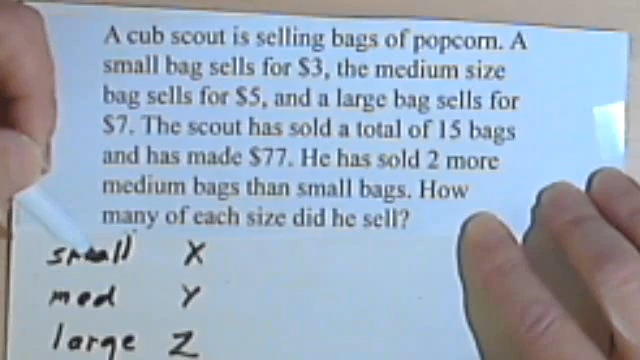 A cub scout is selling bags of popcorn. A
small bag sells for $3, the medium size
bag sells for $5, and a large bag sells for
$7. The scout has sold a total of 15 bags
and has made $77. He has sold 2 more
medium bags than small bags. How
many of each size did he sell?
small X
med Y
large Z